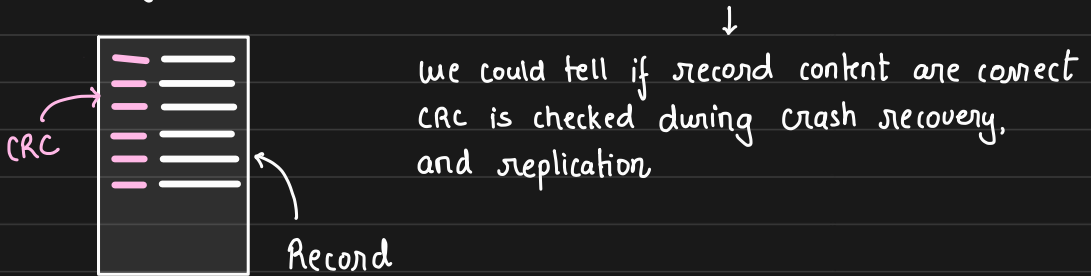 we could tell if record content are correct
CRC is checked during crash recovery,
and replication
CRC
Record